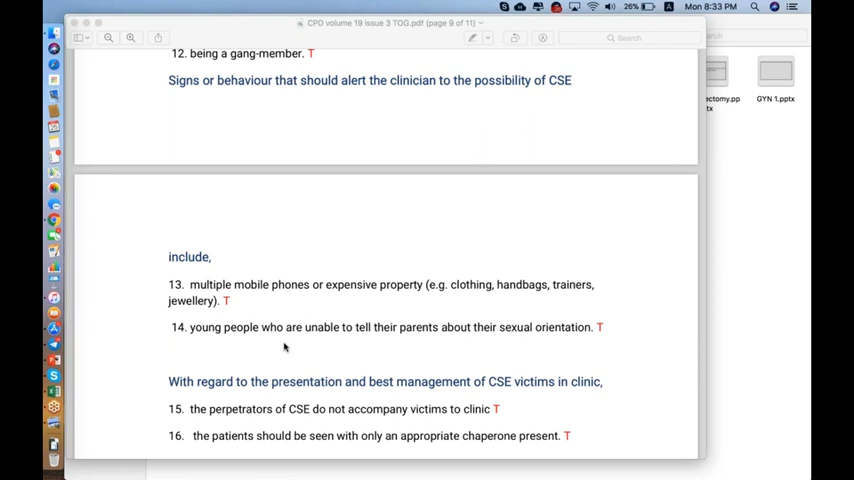 26%
Mon 8:33 PM
CPD volume 19 issue 3 TOG.pdf (page 9 of 11)
Search
12. being a gang-member. T
Signs or behaviour that should alert the clinician to the possibility of CSE
ectomy.pp
tx
GYN 1.pptx
include,
13. multiple mobile phones or expensive property (e.g. clothing, handbags, trainers,
jewellery). T
14. young people who are unable to tell their parents about their sexual orientation. T
With regard to the presentation and best management of CSE victims in clinic,
15. the perpetrators of CSE do not accompany victims to clinic T
16. the patients should be seen with only an appropriate chaperone present. T